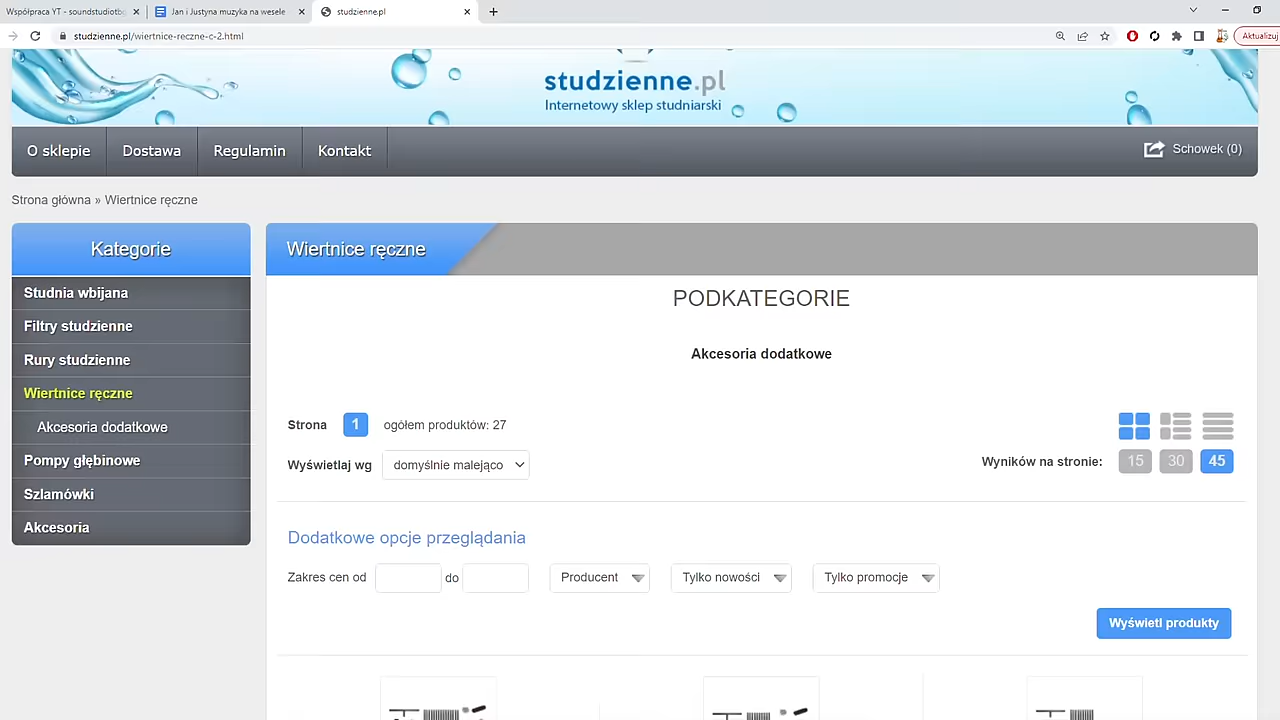 Współpraca YT - soundstudiotb
Jan i Justyna muzyka na wesele
studzienne.pl
studzienne.pl/wiertnice-reczne-c-2.html
Aktualizuj
studzienne.pl
Internetowy sklep studniarski
O sklepie
Dostawa
Regulamin
Kontakt
Schowek (0)
Strona główna » Wiertnice ręczne
Kategorie
Studnia wbijana
Filtry studzienne
Rury studzienne
Wiertnice ręczne
Akcesoria dodatkowe
Pompy głębinowe
Szlamówki
Akcesoria
Wiertnice ręczne
PODKATEGORIE
Akcesoria dodatkowe
Strona 1 ogółem produktów: 27
Wyświetlaj wg domyślnie malejąco
Wyników na stronie: 15 30 45
Dodatkowe opcje przeglądania
Zakres cen od do Producent Tylko nowości Tylko promocje
Wyświetl produkty